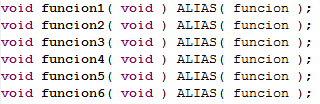 void funcion1( void ) ALIAS( funcion );
void funcion2( void ) ALIAS( funcion );
void funcion3( void ) ALIAS( funcion );
void funcion4( void ) ALIAS( funcion );
void funcion5( void ) ALIAS( funcion );
void funcion6( void ) ALIAS( funcion );